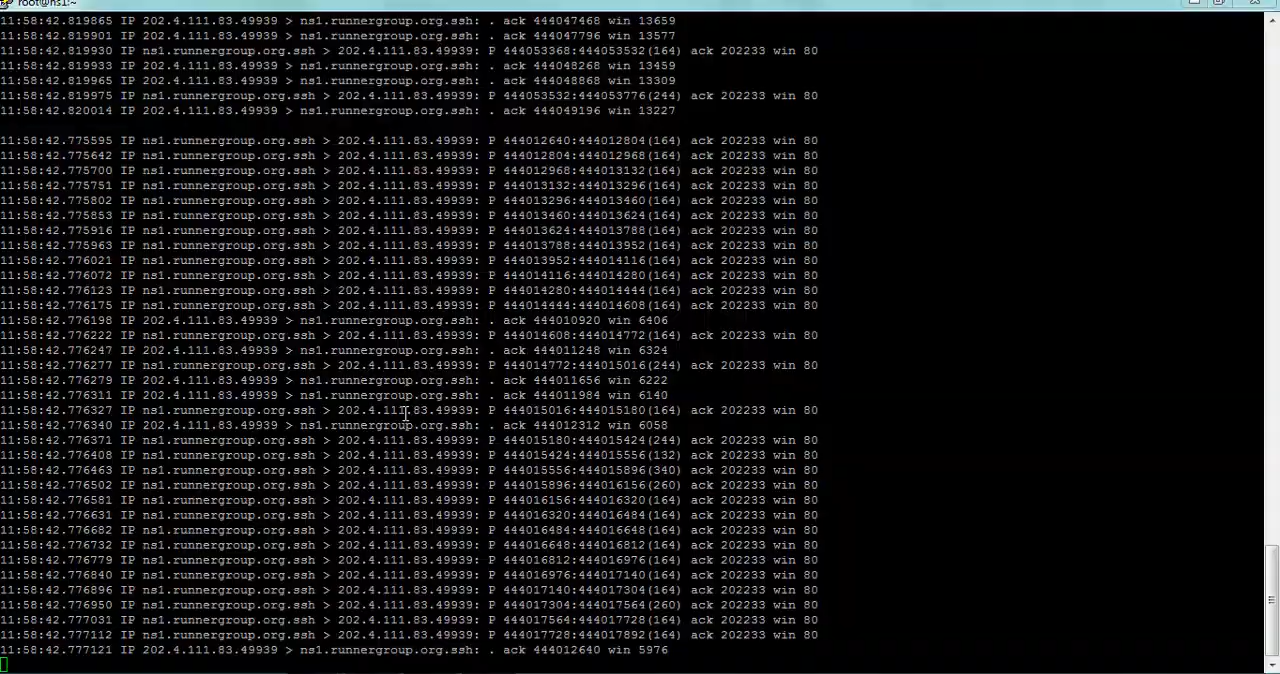 root@ns1:~
11:58:42.819865 IP 202.4.111.83.49939 > ns1.runnergroup.org.ssh: . ack 444047468 win 13659
11:58:42.819901 IP 202.4.111.83.49939 > ns1.runnergroup.org.ssh: . ack 444047796 win 13577
11:58:42.819930 IP ns1.runnergroup.org.ssh > 202.4.111.83.49939: P 444053368:444053532(164) ack 202233 win 80
11:58:42.819933 IP 202.4.111.83.49939 > ns1.runnergroup.org.ssh: . ack 444048268 win 13459
11:58:42.819965 IP 202.4.111.83.49939 > ns1.runnergroup.org.ssh: . ack 444048868 win 13309
11:58:42.819975 IP ns1.runnergroup.org.ssh > 202.4.111.83.49939: P 444053532:444053776(244) ack 202233 win 80
11:58:42.820014 IP 202.4.111.83.49939 > ns1.runnergroup.org.ssh: . ack 444049196 win 13227
11:58:42.775595 IP ns1.runnergroup.org.ssh > 202.4.111.83.49939: P 444012640:444012804(164) ack 202233 win 80
11:58:42.775642 IP ns1.runnergroup.org.ssh > 202.4.111.83.49939: P 444012804:444012968(164) ack 202233 win 80
11:58:42.775700 IP ns1.runnergroup.org.ssh > 202.4.111.83.49939: P 444012968:444013132(164) ack 202233 win 80
11:58:42.775751 IP ns1.runnergroup.org.ssh > 202.4.111.83.49939: P 444013132:444013296(164) ack 202233 win 80
11:58:42.775802 IP ns1.runnergroup.org.ssh > 202.4.111.83.49939: P 444013296:444013460(164) ack 202233 win 80
11:58:42.775853 IP ns1.runnergroup.org.ssh > 202.4.111.83.49939: P 444013460:444013624(164) ack 202233 win 80
11:58:42.775916 IP ns1.runnergroup.org.ssh > 202.4.111.83.49939: P 444013624:444013788(164) ack 202233 win 80
11:58:42.775963 IP ns1.runnergroup.org.ssh > 202.4.111.83.49939: P 444013788:444013952(164) ack 202233 win 80
11:58:42.776021 IP ns1.runnergroup.org.ssh > 202.4.111.83.49939: P 444013952:444014116(164) ack 202233 win 80
11:58:42.776072 IP ns1.runnergroup.org.ssh > 202.4.111.83.49939: P 444014116:444014280(164) ack 202233 win 80
11:58:42.776123 IP ns1.runnergroup.org.ssh > 202.4.111.83.49939: P 444014280:444014444(164) ack 202233 win 80
11:58:42.776175 IP ns1.runnergroup.org.ssh > 202.4.111.83.49939: P 444014444:444014608(164) ack 202233 win 80
11:58:42.776198 IP 202.4.111.83.49939 > ns1.runnergroup.org.ssh: . ack 444010920 win 6406
11:58:42.776222 IP ns1.runnergroup.org.ssh > 202.4.111.83.49939: P 444014608:444014772(164) ack 202233 win 80
11:58:42.776247 IP 202.4.111.83.49939 > ns1.runnergroup.org.ssh: . ack 444011248 win 6324
11:58:42.776277 IP ns1.runnergroup.org.ssh > 202.4.111.83.49939: P 444014772:444015016(244) ack 202233 win 80
11:58:42.776279 IP 202.4.111.83.49939 > ns1.runnergroup.org.ssh: . ack 444011656 win 6222
11:58:42.776311 IP 202.4.111.83.49939 > ns1.runnergroup.org.ssh: . ack 444011984 win 6140
11:58:42.776327 IP ns1.runnergroup.org.ssh > 202.4.111.83.49939: P 444015016:444015180(164) ack 202233 win 80
11:58:42.776340 IP 202.4.111.83.49939 > ns1.runnergroup.org.ssh: . ack 444012312 win 6058
11:58:42.776371 IP ns1.runnergroup.org.ssh > 202.4.111.83.49939: P 444015180:444015424(244) ack 202233 win 80
11:58:42.776408 IP ns1.runnergroup.org.ssh > 202.4.111.83.49939: P 444015424:444015556(132) ack 202233 win 80
11:58:42.776463 IP ns1.runnergroup.org.ssh > 202.4.111.83.49939: P 444015556:444015896(340) ack 202233 win 80
11:58:42.776502 IP ns1.runnergroup.org.ssh > 202.4.111.83.49939: P 444015896:444016156(260) ack 202233 win 80
11:58:42.776581 IP ns1.runnergroup.org.ssh > 202.4.111.83.49939: P 444016156:444016320(164) ack 202233 win 80
11:58:42.776631 IP ns1.runnergroup.org.ssh > 202.4.111.83.49939: P 444016320:444016484(164) ack 202233 win 80
11:58:42.776682 IP ns1.runnergroup.org.ssh > 202.4.111.83.49939: P 444016484:444016648(164) ack 202233 win 80
11:58:42.776732 IP ns1.runnergroup.org.ssh > 202.4.111.83.49939: P 444016648:444016812(164) ack 202233 win 80
11:58:42.776779 IP ns1.runnergroup.org.ssh > 202.4.111.83.49939: P 444016812:444016976(164) ack 202233 win 80
11:58:42.776840 IP ns1.runnergroup.org.ssh > 202.4.111.83.49939: P 444016976:444017140(164) ack 202233 win 80
11:58:42.776896 IP ns1.runnergroup.org.ssh > 202.4.111.83.49939: P 444017140:444017304(164) ack 202233 win 80
11:58:42.776950 IP ns1.runnergroup.org.ssh > 202.4.111.83.49939: P 444017304:444017564(260) ack 202233 win 80
11:58:42.777031 IP ns1.runnergroup.org.ssh > 202.4.111.83.49939: P 444017564:444017728(164) ack 202233 win 80
11:58:42.777112 IP ns1.runnergroup.org.ssh > 202.4.111.83.49939: P 444017728:444017892(164) ack 202233 win 80
11:58:42.777121 IP 202.4.111.83.49939 > ns1.runnergroup.org.ssh: . ack 444012640 win 5976